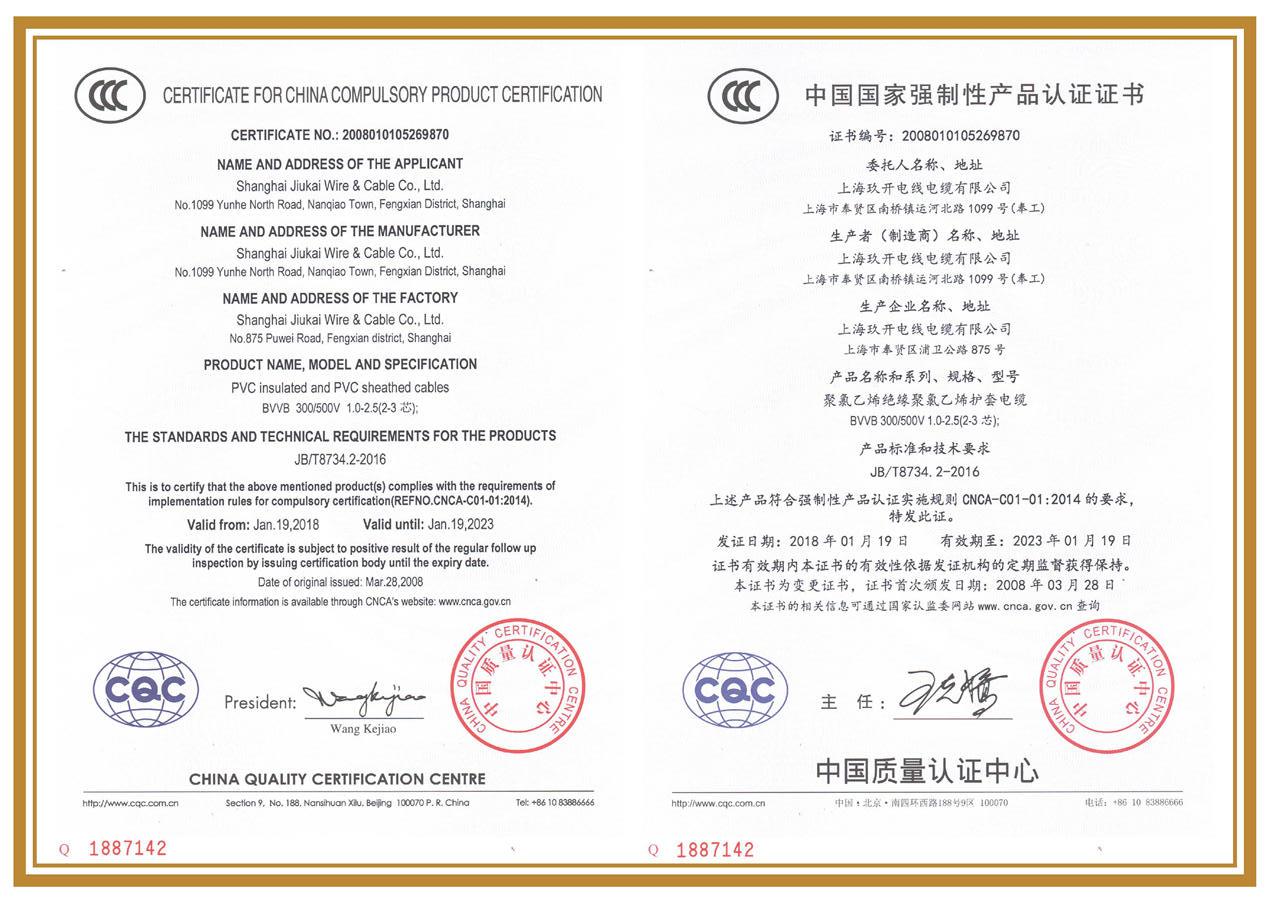 CERTIFICATE FOR CHINA COMPULSORY PRODUCT CERTIFICATION
CERTIFICATE NO.: 2008010105269870
NAME AND ADDRESS OF THE APPLICANT
Shanghai Jiukai Wire & Cable Co., Ltd.
No.1099 Yunhe North Road, Nanqiao Town, Fengxian District, Shanghai
NAME AND ADDRESS OF THE MANUFACTURER
Shanghai Jiukai Wire & Cable Co., Ltd.
No.1099 Yunhe North Road, Nanqiao Town, Fengxian District, Shanghai
NAME AND ADDRESS OF THE FACTORY
Shanghai Jiukai Wire & Cable Co., Ltd.
No.875 Puwei Road, Fengxian district, Shanghai
PRODUCT NAME, MODEL AND SPECIFICATION
PVC insulated and PVC sheathed cables
BVVB 300/500V 1.0-2.5(2-3 芯);
THE STANDARDS AND TECHNICAL REQUIREMENTS FOR THE PRODUCTS
JB/T8734.2-2016
This is to certify that the above mentioned product(s) complies with the requirements of
implementation rules for compulsory certification(REFNO.CNCA-C01-01:2014).
Valid from: Jan.19,2018 Valid until: Jan.19,2023
The validity of the certificate is subject to positive result of the regular follow up
inspection by issuing certification body until the expiry date.
Date of original issued: Mar.28,2008
The certificate information is available through CNCA's website: www.cnca.gov.cn
CQC
President: Wangkejiao
Wang Kejiao
CHINA QUALITY CERTIFICATION CENTRE
中国质量认证中心
CHINA QUALITY CERTIFICATION CENTRE
http://www.cqc.com.cn Section 9, No. 188, Nansihuan Xilu, Beijing 100070 P. R. China Tel: +86 10 83886666
Q 1887142
中国国家强制性产品认证证书
证书编号: 2008010105269870
委托人名称、地址
上海玖开电线电缆有限公司
上海市奉贤区南桥镇运河北路 1099 号(奉工)
生产者（制造商）名称、地址
上海玖开电线电缆有限公司
上海市奉贤区南桥镇运河北路 1099 号(奉工)
生产企业名称、地址
上海玖开电线电缆有限公司
上海市奉贤区浦卫公路 875 号
产品名称和系列、规格、型号
聚氯乙烯绝缘聚氯乙烯护套电缆
BVVB 300/500V 1.0-2.5(2-3 芯);
产品标准和技术要求
JB/T8734.2-2016
上述产品符合强制性产品认证实施规则 CNCA-C01-01:2014 的要求,
特发此证。
发证日期: 2018 年 01 月 19 日 有效期至: 2023 年 01 月 19 日
证书有效期内本证书的有效性依据发证机构的定期监督获得保持。
本证书为变更证书，证书首次颁发日期: 2008 年 03 月 28 日
本证书的相关信息可通过国家认监委网站 www.cnca.gov.cn 查询
CQC
主 任: 王克娇
CHINA QUALITY CERTIFICATION CENTRE
中国质量认证中心
中国质量认证中心
http://www.cqc.com.cn 中国·北京·南四环西路188号9区 100070 电话: +86 10 83886666
Q 1887142